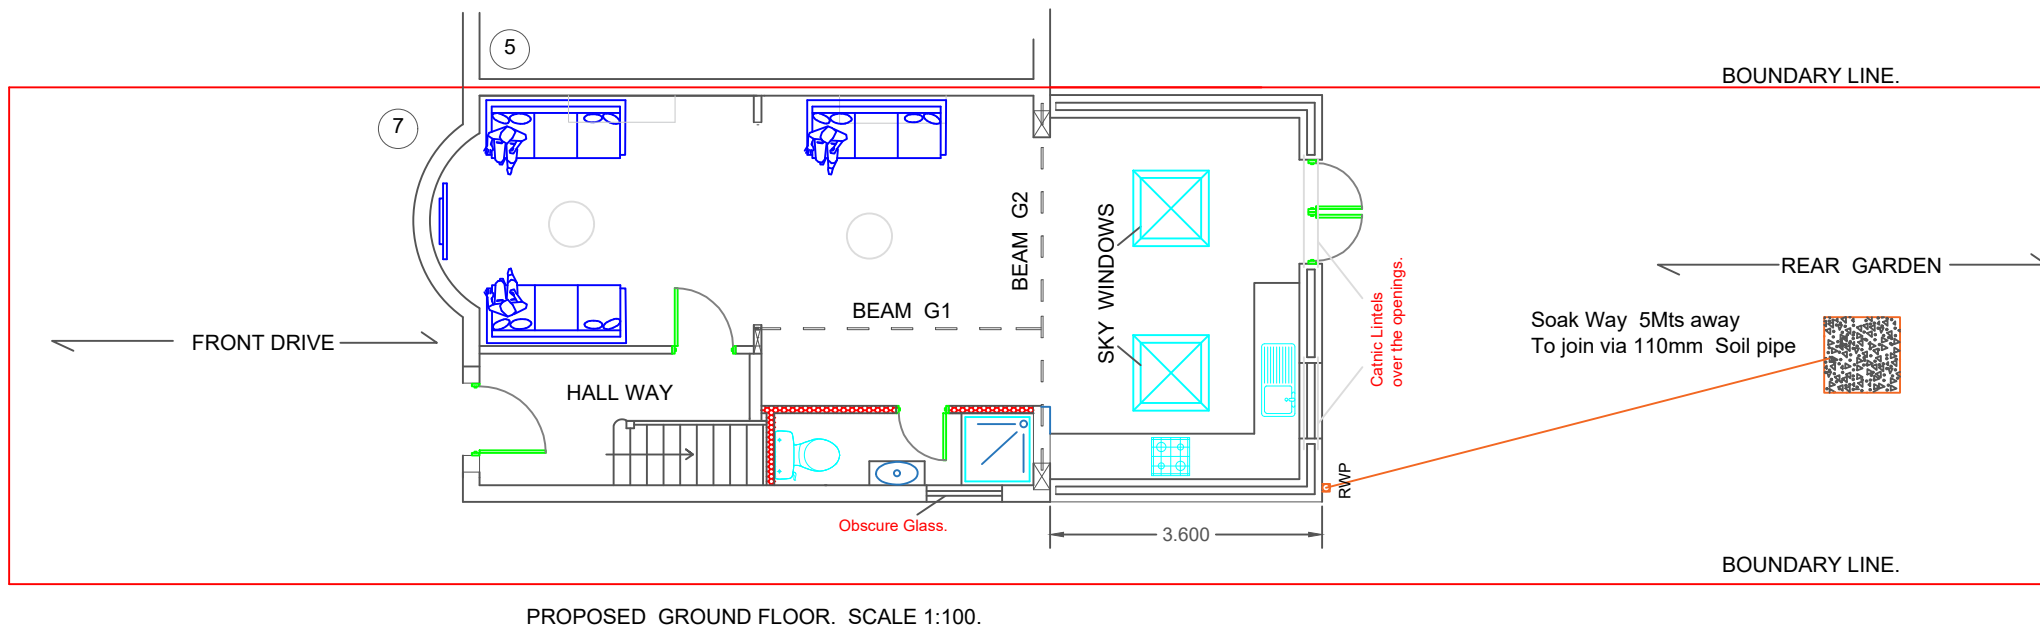 5
BOUNDARY LINE.
7
BEAM G2
SKY WINDOWS
REAR GARDEN
BEAM G1
Catnic Lintels
over the openings.
Soak Way 5Mts away
To join via 110mm Soil pipe
FRONT DRIVE
HALL WAY
RWP
Obscure Glass.
3.600
BOUNDARY LINE.
PROPOSED GROUND FLOOR. SCALE 1:100.